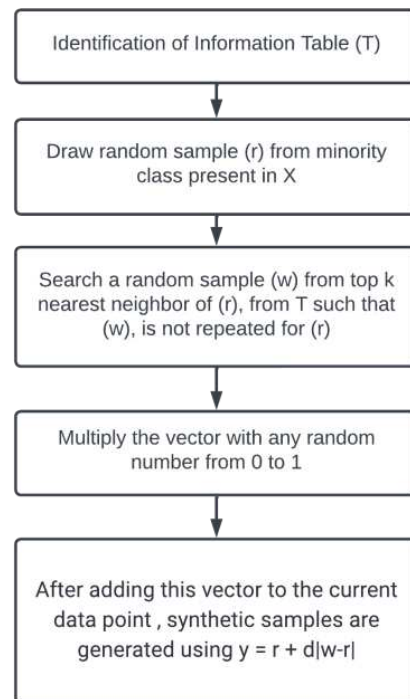 Identification of Information Table (T)
Draw random sample (r) from minority
class present in X
Search a random sample (w) from top k
nearest neighbor of (r), from T such that
(w), is not repeated for (r)
Multiply the vector with any random
number from 0 to 1
After adding this vector to the current
data point , synthetic samples are
generated using y = r + d|w-r|